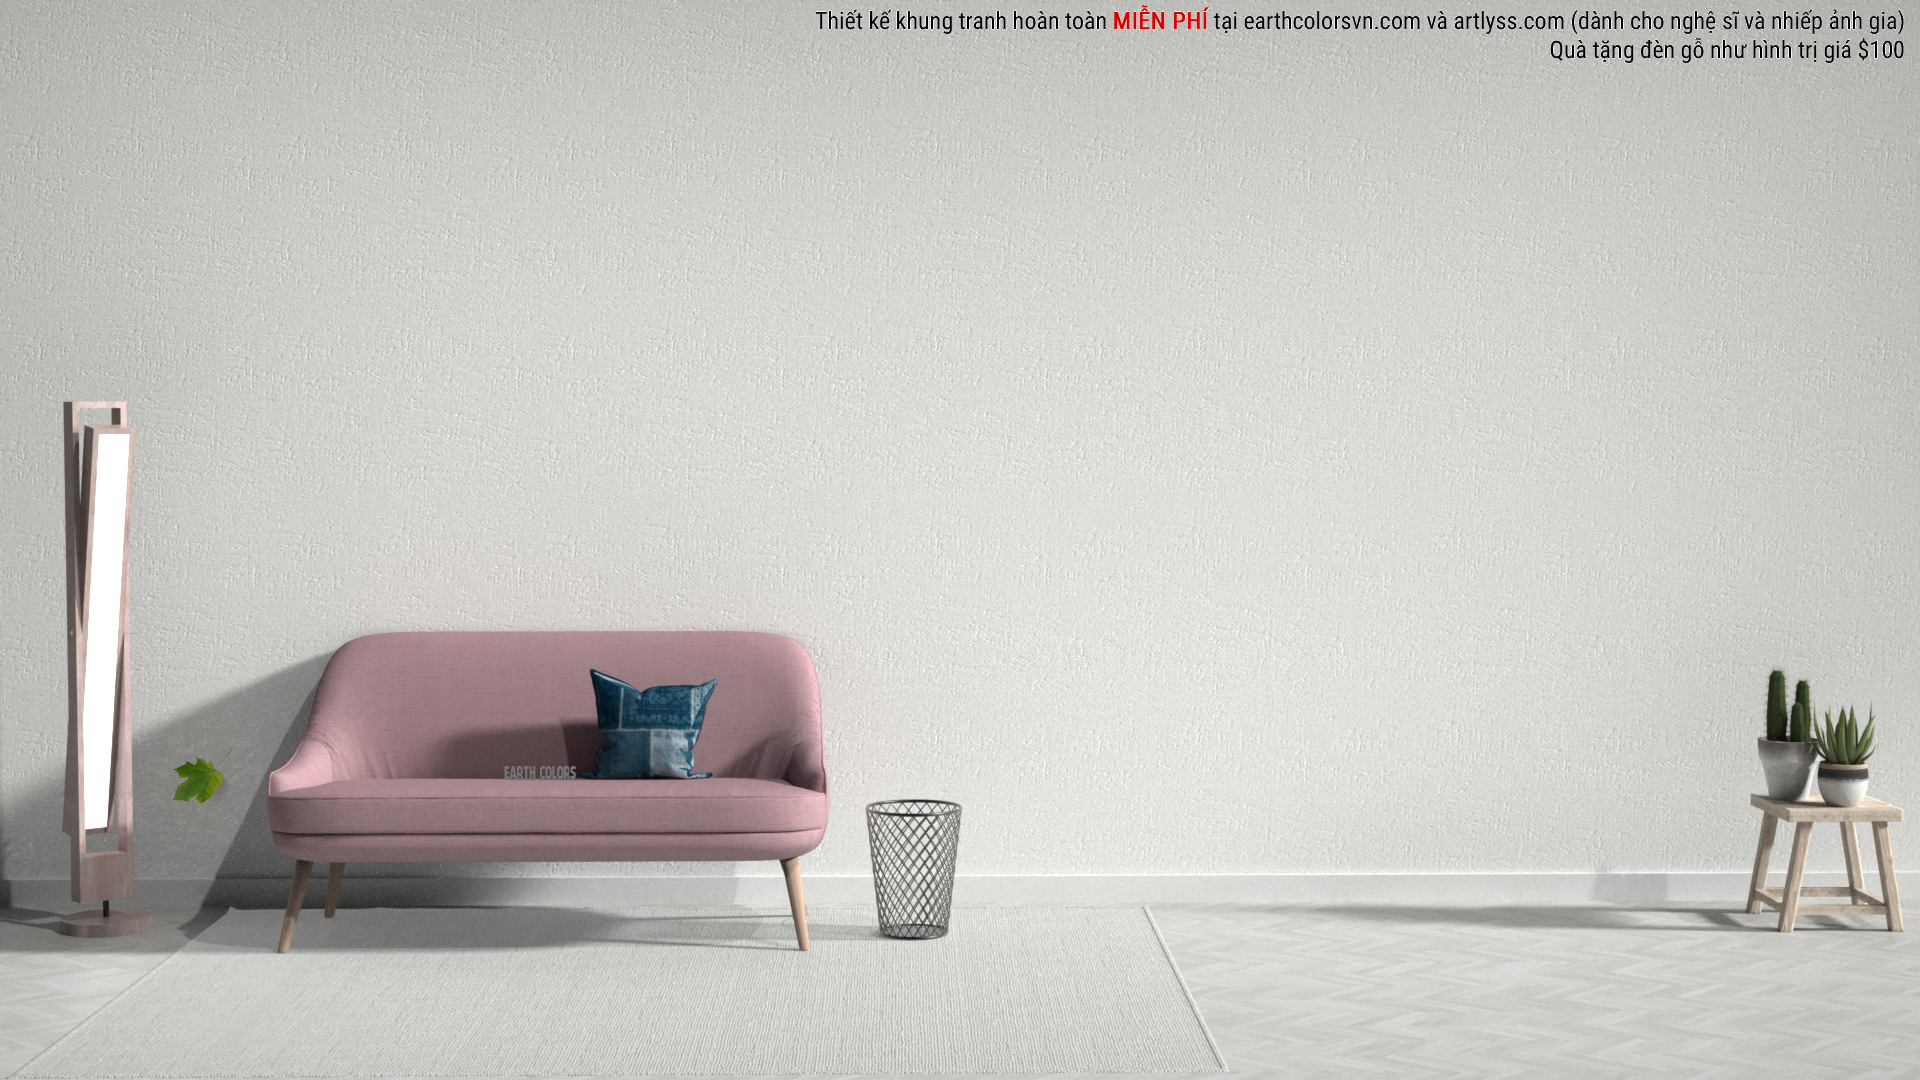 Thiết kế khung tranh hoàn toàn MIỄN PHÍ tại earthcolorsvn.com và artlyss.com (dành cho nghệ sĩ và nhiếp ảnh gia)
Quà tặng đèn gỗ như hình trị giá $100
EARTH COLORS